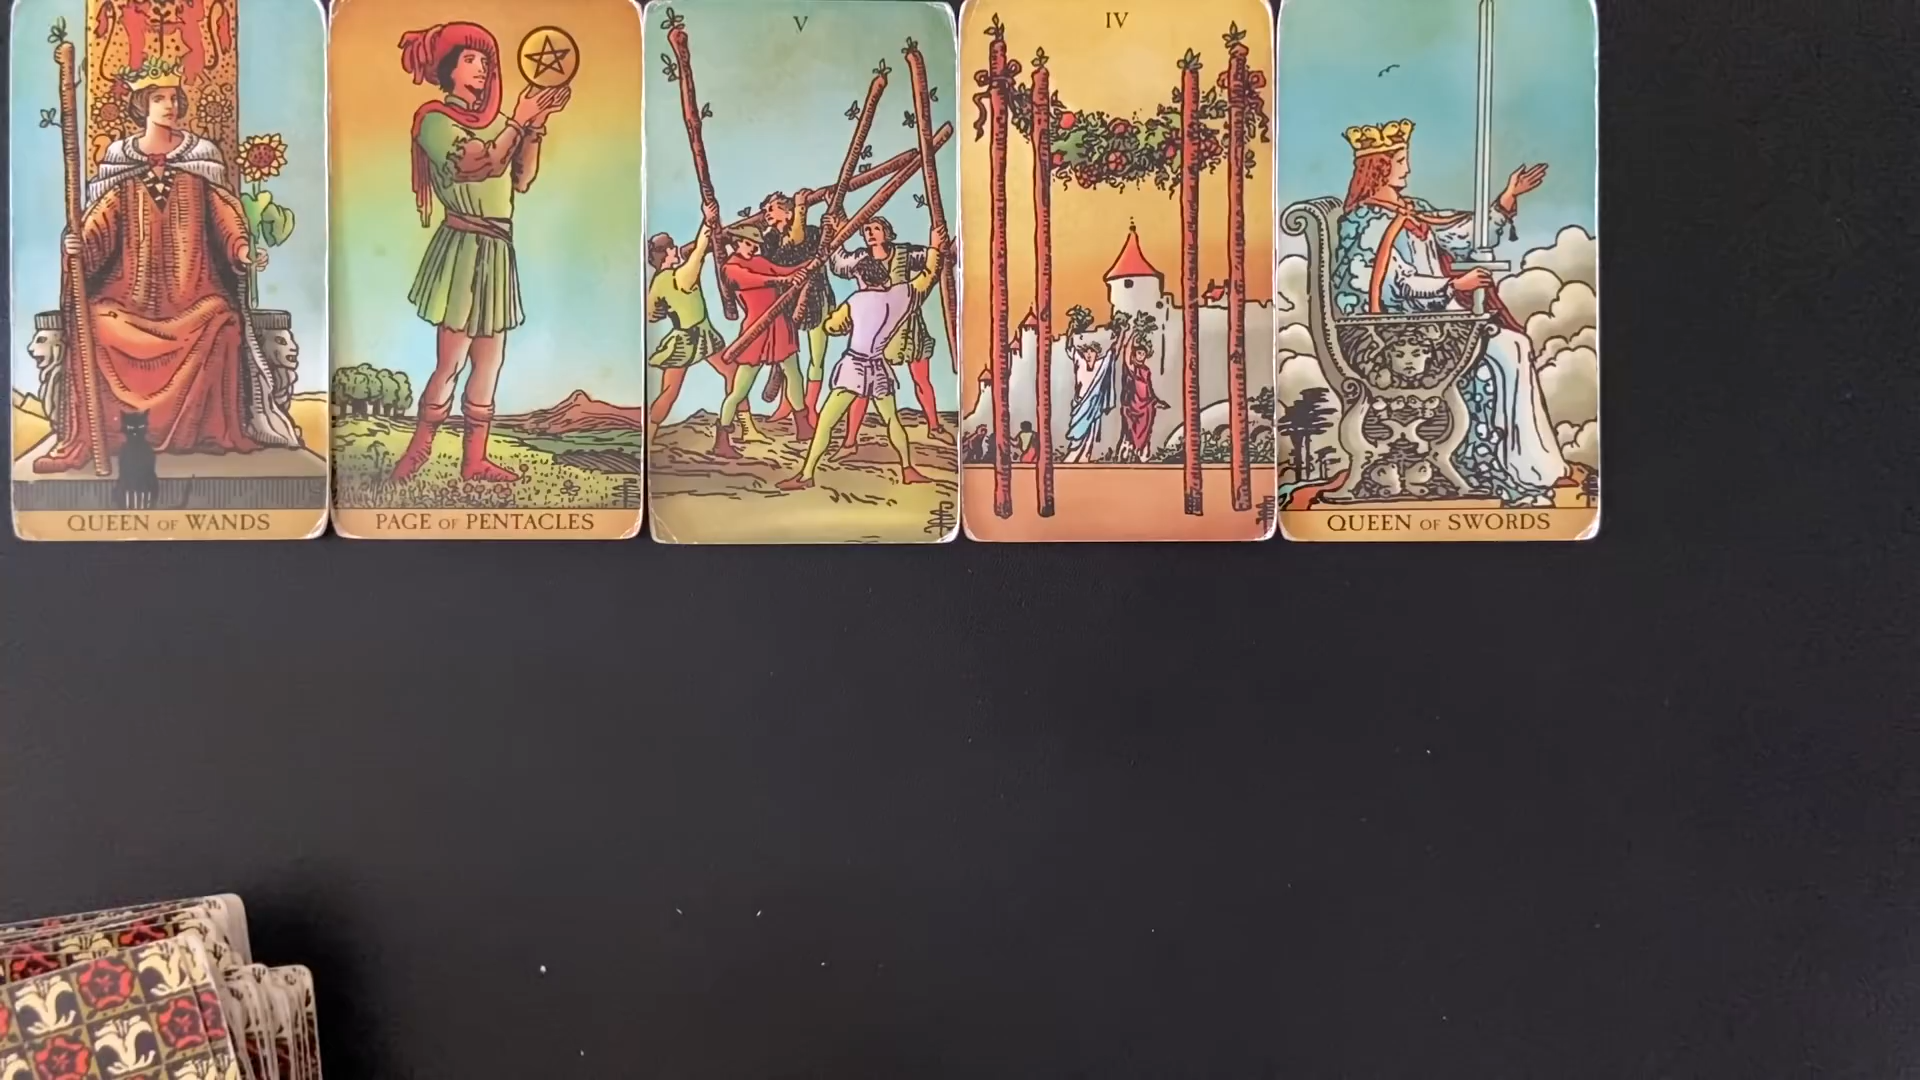 V
IV
QUEEN OF WANDS
PAGE OF PENTACLES
QUEEN OF SWORDS